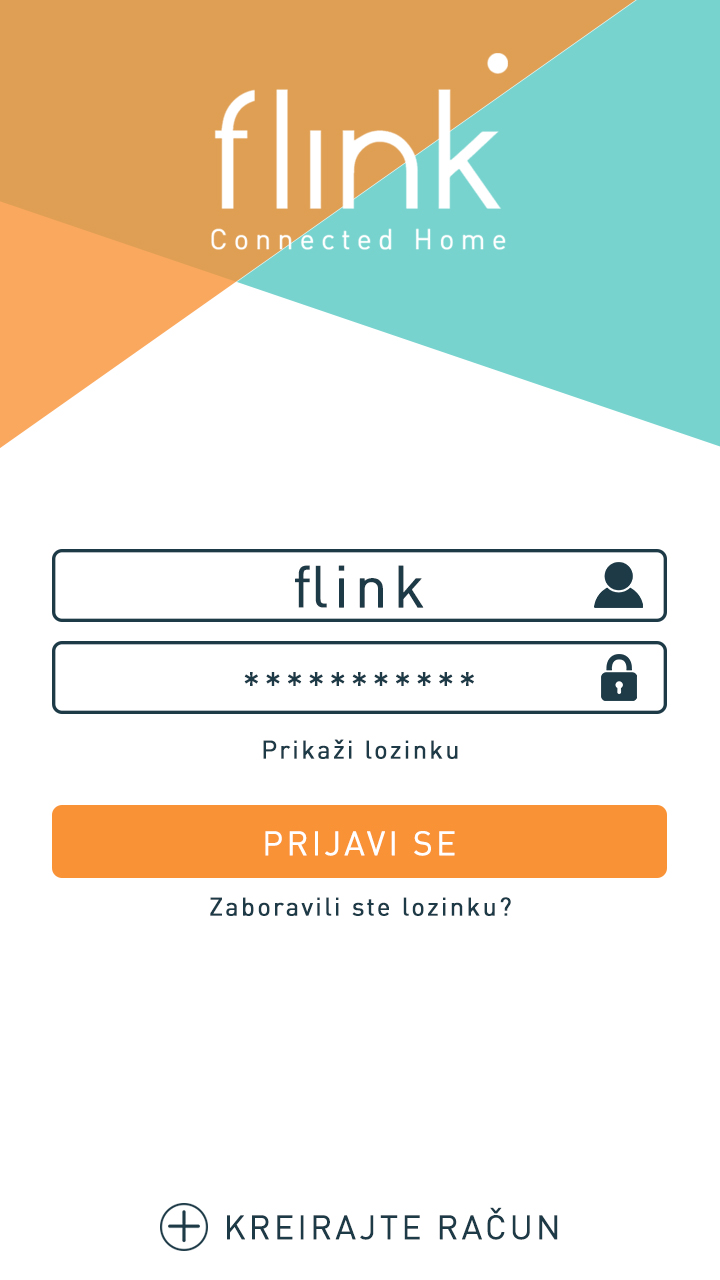 flink
Connected Home
flink
***********
Prikaži lozinku
PRIJAVI SE
Zaboravili ste lozinku?
KREIRAJTE RAČUN